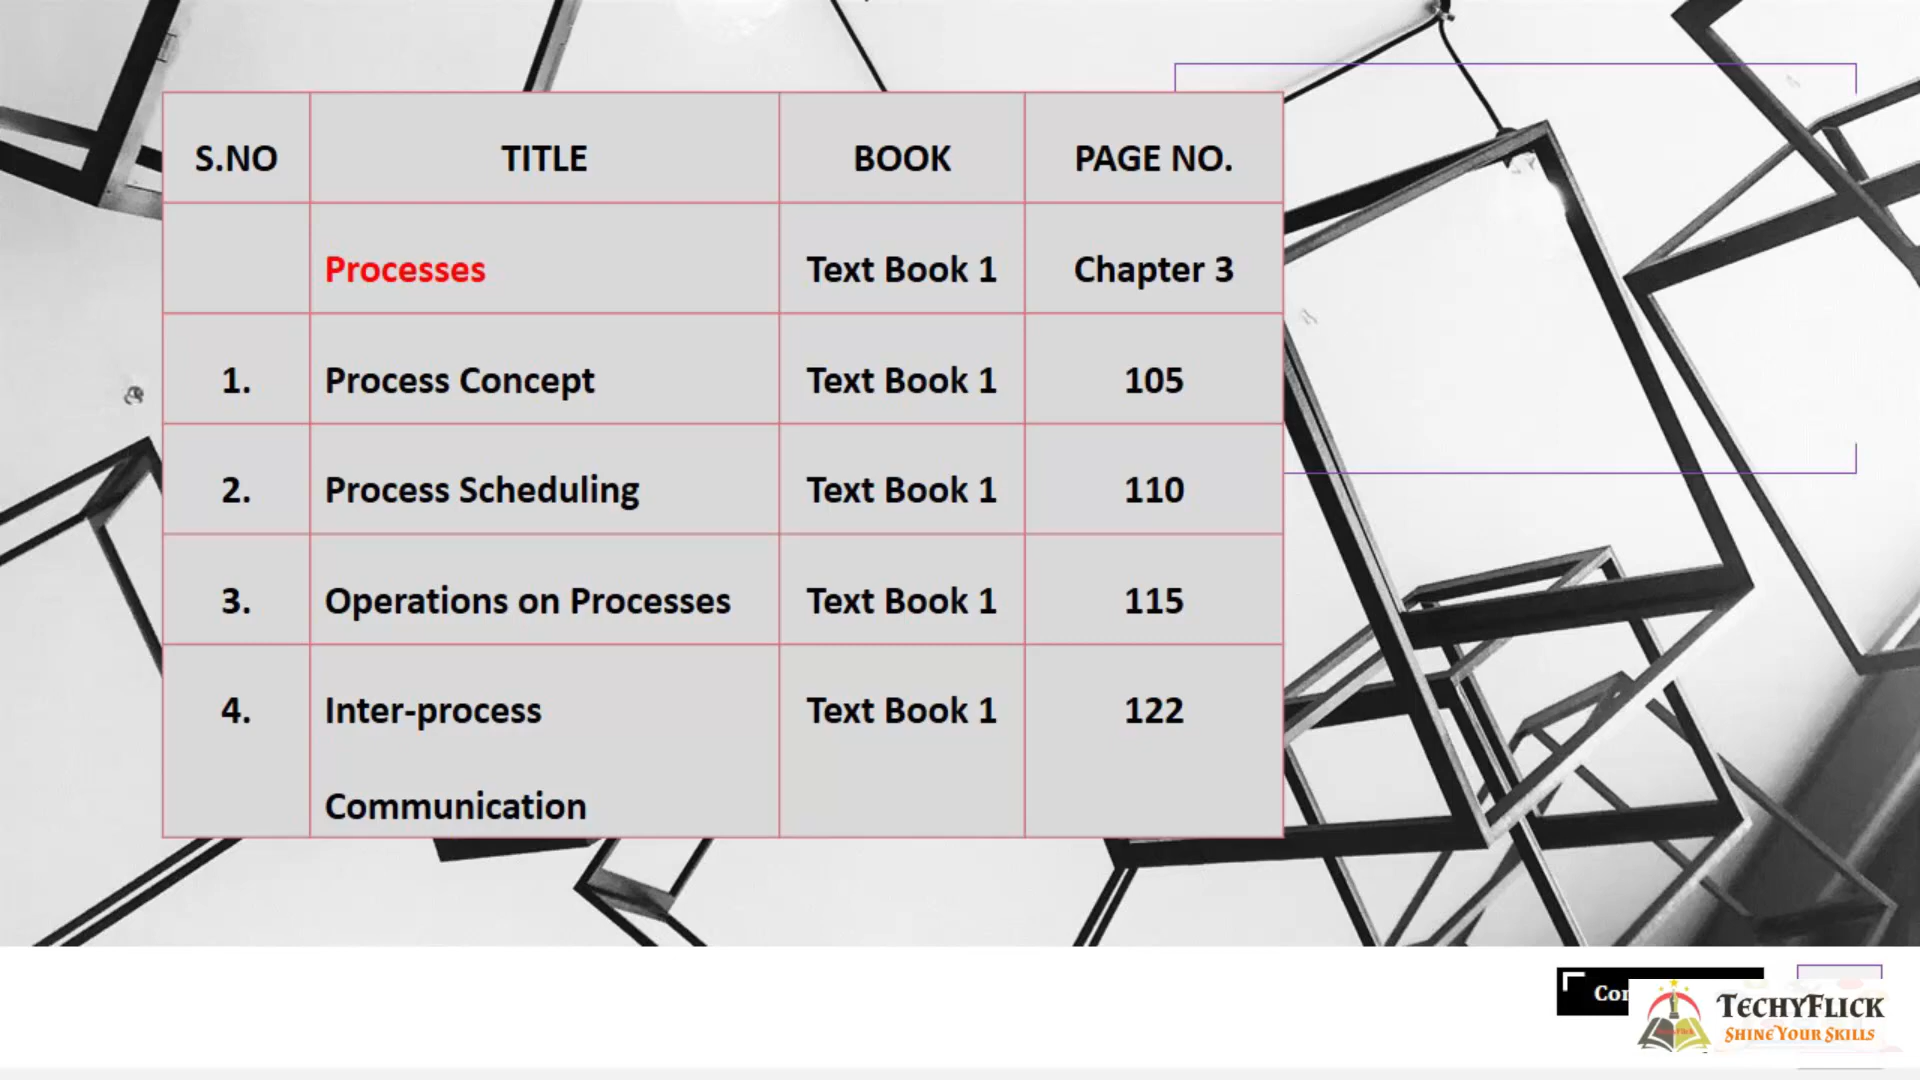 S.NO TITLE BOOK PAGE NO.
Processes Text Book 1 Chapter 3
1. Process Concept Text Book 1 105
2. Process Scheduling Text Book 1 110
3. Operations on Processes Text Book 1 115
4. Inter-process Text Book 1 122
Communication
TECHYFLICK
SHINE YOUR SKILLS